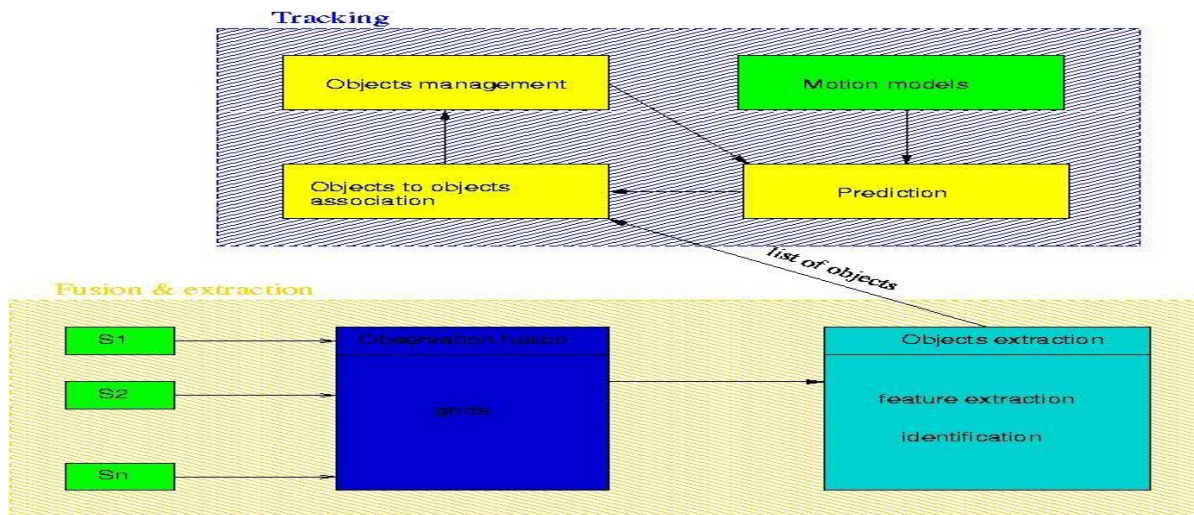 Tracking
Objects management
Motion models
Objects to objects
association
Prediction
list of objects
Fusion & extraction
S1
Observation fusion
Objects extraction
S2
grids
feature extraction
identification
Sn